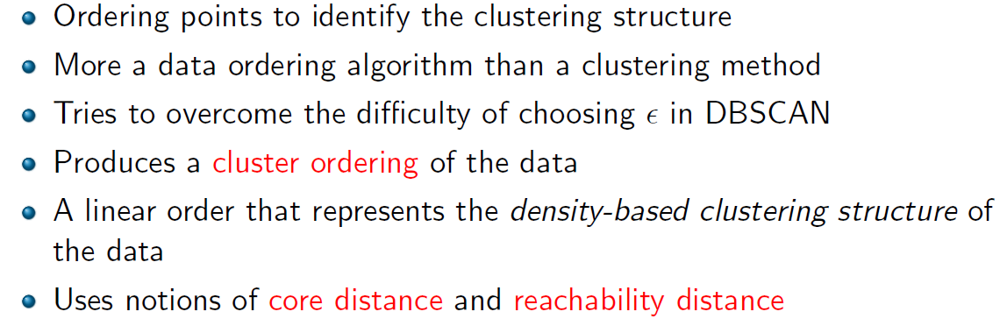 Ordering points to identify the clustering structure
More a data ordering algorithm than a clustering method
Tries to overcome the difficulty of choosing ϵ in DBSCAN
Produces a cluster ordering of the data
A linear order that represents the density-based clustering structure of
the data
Uses notions of core distance and reachability distance